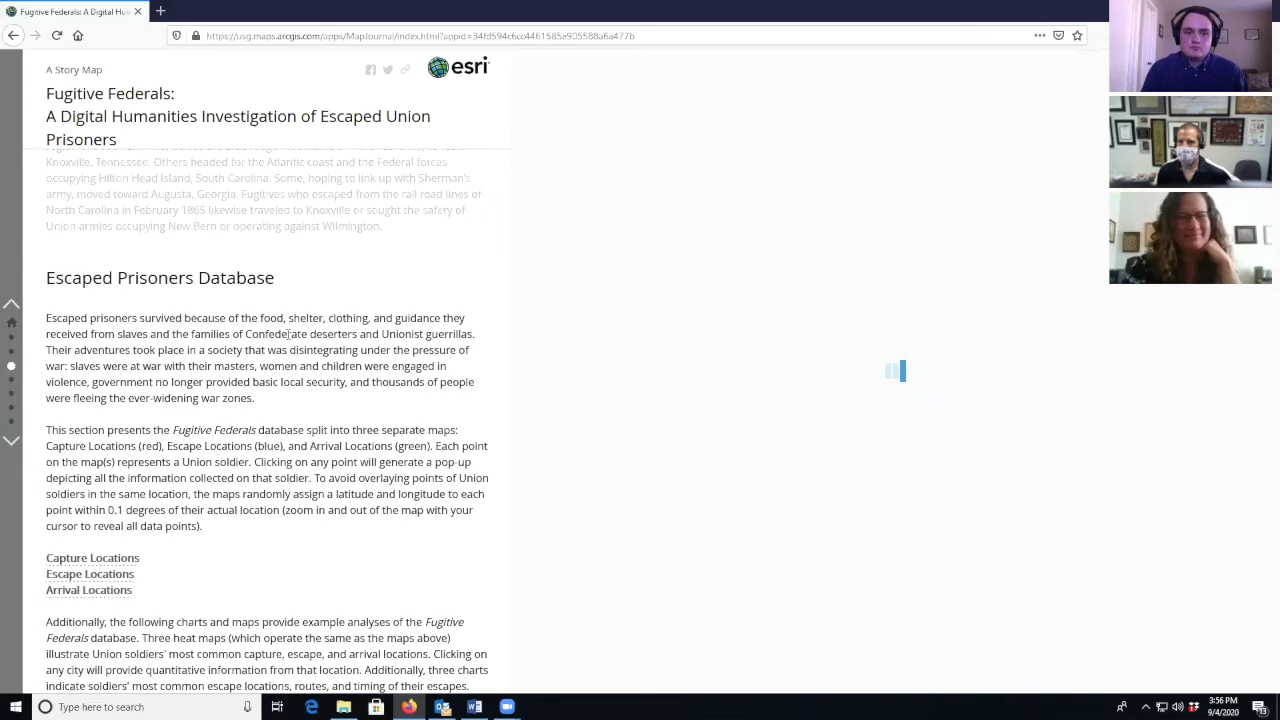 Fugitive Federals: A Digital Hum
https://usg.maps.arcgis.com/apps/MapJournal/index.html?appid=34fd594c6cc4461585e905588a6a477b
A Story Map
esri
Fugitive Federals:
A Digital Humanities Investigation of Escaped Union
Prisoners
Knoxville, Tennessee. Others headed for the Atlantic coast and the Federal forces
occupying Hilton Head Island, South Carolina. Some, hoping to link up with Sherman's
army, moved toward Augusta, Georgia. Fugitives who escaped from the rail road lines of
North Carolina in February 1865 likewise traveled to Knoxville or sought the safety of
Union armies occupying New Bern or operating against Wilmington.
Escaped Prisoners Database
Escaped prisoners survived because of the food, shelter, clothing, and guidance they
received from slaves and the families of Confederate deserters and Unionist guerrillas.
Their adventures took place in a society that was disintegrating under the pressure of
war: slaves were at war with their masters, women and children were engaged in
violence, government no longer provided basic local security, and thousands of people
were fleeing the ever-widening war zones.
This section presents the Fugitive Federals database split into three separate maps:
Capture Locations (red), Escape Locations (blue), and Arrival Locations (green). Each point
on the map(s) represents a Union soldier. Clicking on any point will generate a pop-up
depicting all the information collected on that soldier. To avoid overlaying points of Union
soldiers in the same location, the maps randomly assign a latitude and longitude to each
point within 0.1 degrees of their actual location (zoom in and out of the map with your
cursor to reveal all data points).
Capture Locations
Escape Locations
Arrival Locations
Additionally, the following charts and maps provide example analyses of the Fugitive
Federals database. Three heat maps (which operate the same as the maps above)
illustrate Union soldiers' most common capture, escape, and arrival locations. Clicking on
any city will provide quantitative information from that location. Additionally, three charts
indicate soldiers' most common escape locations, routes, and timing of their escapes.
Type here to search
3:56 PM
9/4/2020
13